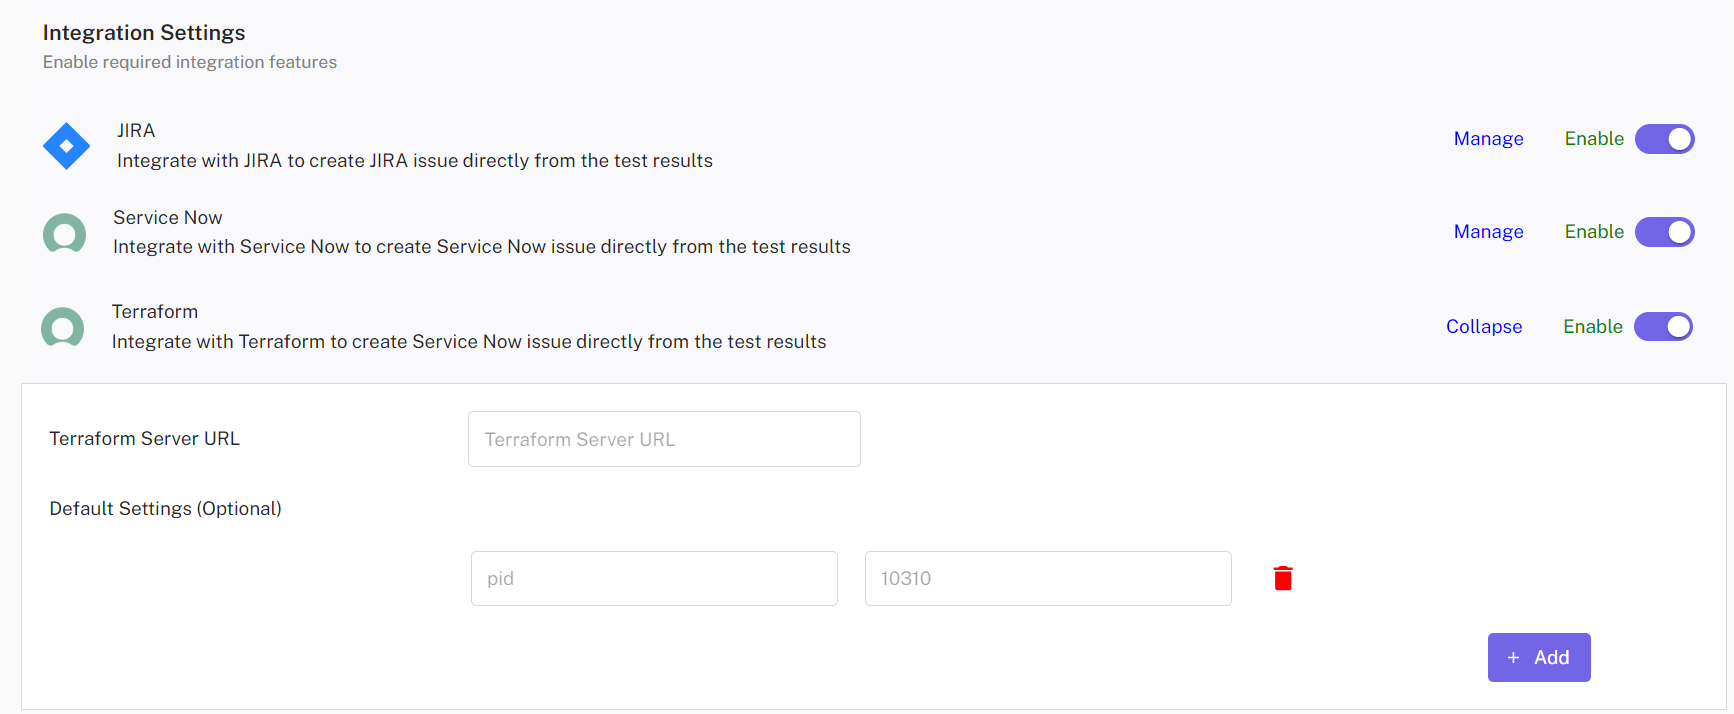 Integration Settings
Enable required integration features
JIRA
Integrate with JIRA to create JIRA issue directly from the test results
Manage Enable
Service Now
Integrate with Service Now to create Service Now issue directly from the test results
Manage Enable
Terraform
Integrate with Terraform to create Service Now issue directly from the test results
Collapse Enable
Terraform Server URL Terraform Server URL
Default Settings (Optional)
pid 10310
+ Add